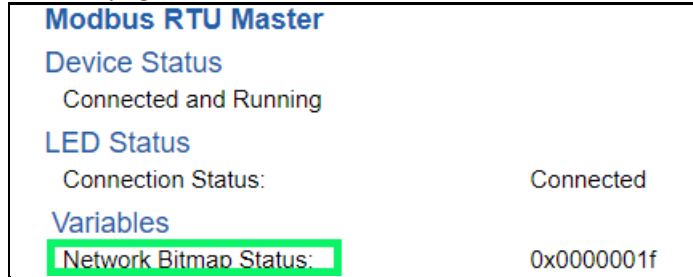 Modbus RTU Master
Device Status
Connected and Running
LED Status
Connection Status: Connected
Variables
Network Bitmap Status: 0x0000001f